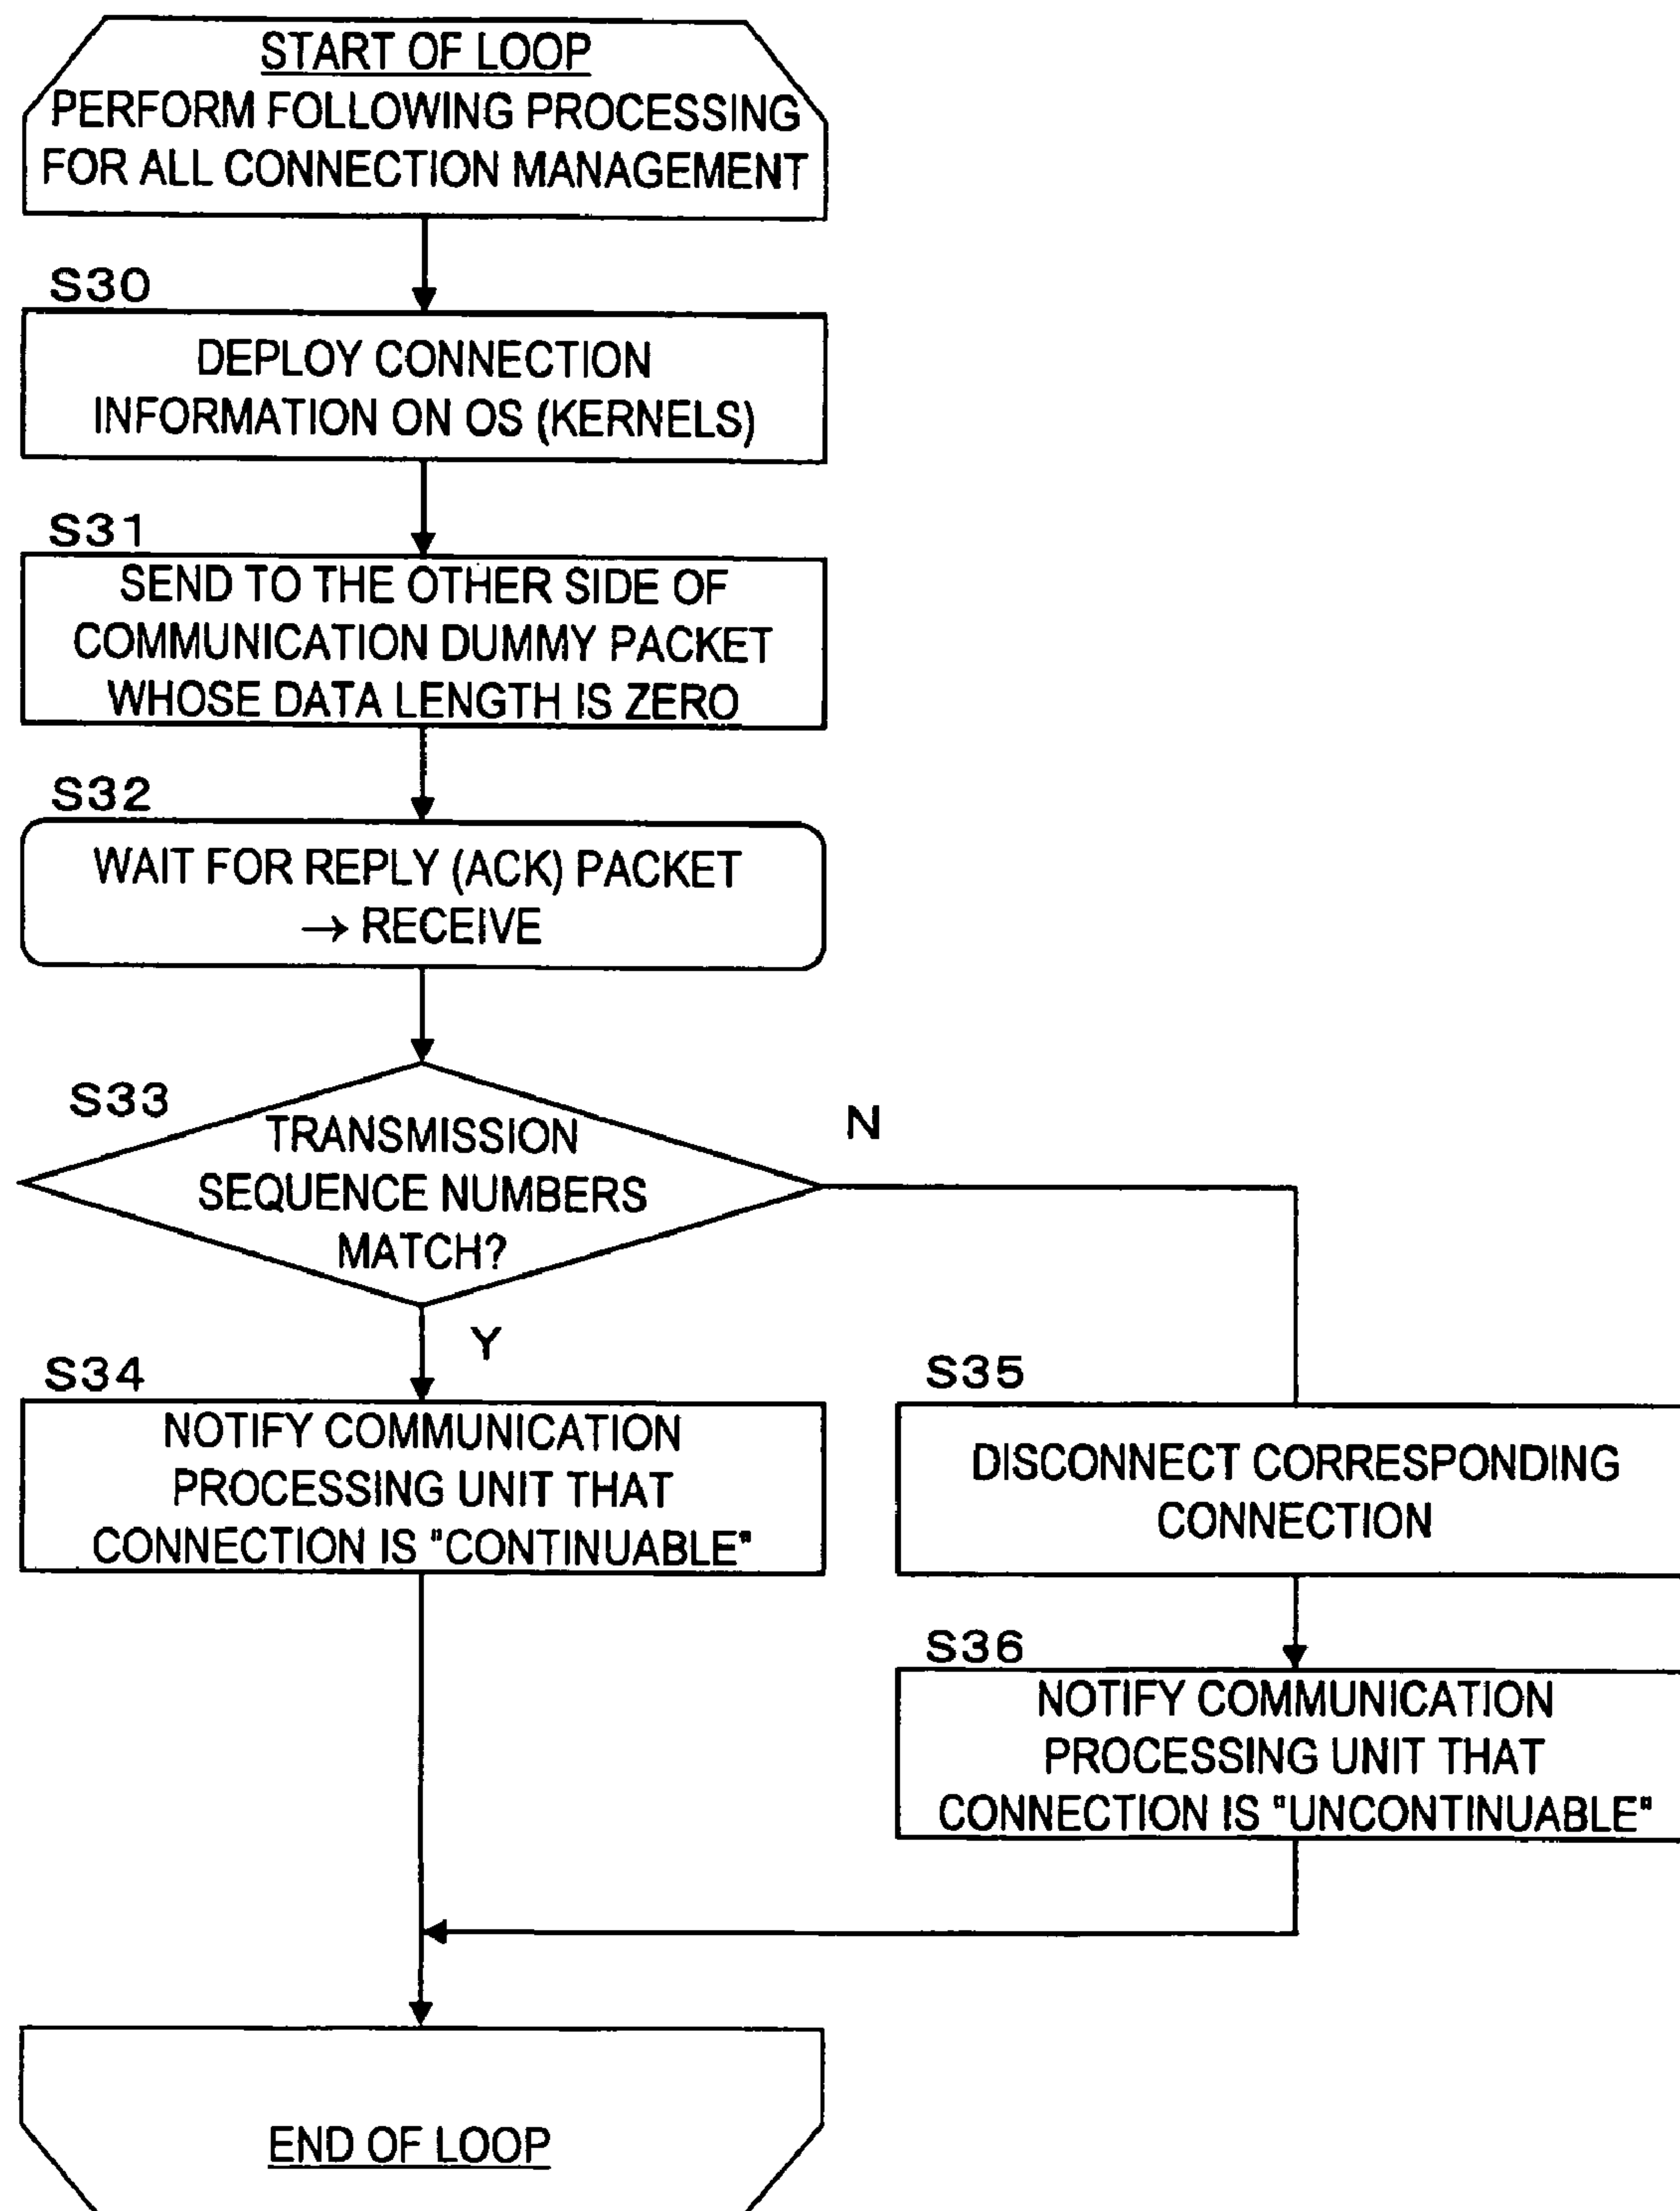 START OF LOOP
PERFORM FOLLOWING PROCESSING
FOR ALL CONNECTION MANAGEMENT
S30
DEPLOY CONNECTION
INFORMATION ON OS (KERNELS)
S31
SEND TO THE OTHER SIDE OF
COMMUNICATION DUMMY PACKET
WHOSE DATA LENGTH IS ZERO
S32
WAIT FOR REPLY (ACK) PACKET
→ RECEIVE
S33
TRANSMISSION
SEQUENCE NUMBERS
MATCH?
N
Y
S34
NOTIFY COMMUNICATION
PROCESSING UNIT THAT
CONNECTION IS "CONTINUABLE"
S35
DISCONNECT CORRESPONDING
CONNECTION
S36
NOTIFY COMMUNICATION
PROCESSING UNIT THAT
CONNECTION IS "UNCONTINUABLE"
END OF LOOP